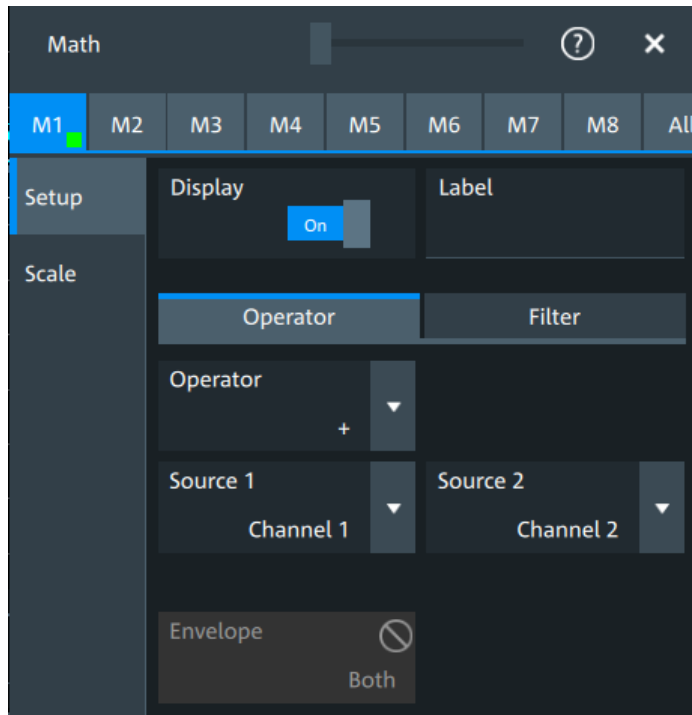 Math ?
M1 M2 M3 M4 M5 M6 M7 M8 All
Setup
Scale
Display
On
Label
Operator Filter
Operator
+
Source 1
Channel 1
Source 2
Channel 2
Envelope
Both